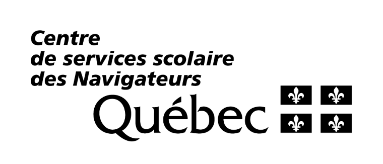 Centre
de services scolaire
des Navigateurs
Québec